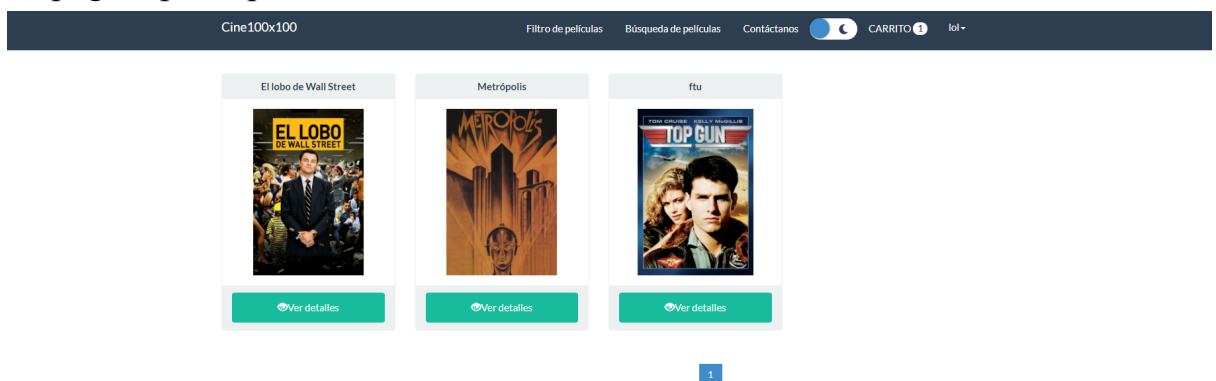 Cine100x100 Filtro de películas Búsqueda de películas Contáctanos CARRITO 1 lol
El lobo de Wall Street Metrópolis ftu
EL LOBO
DE WALL STREET
METROPOLIS
TOM CRUISE KELLY McGILLIS
TOP GUN
Ver detalles Ver detalles Ver detalles
1